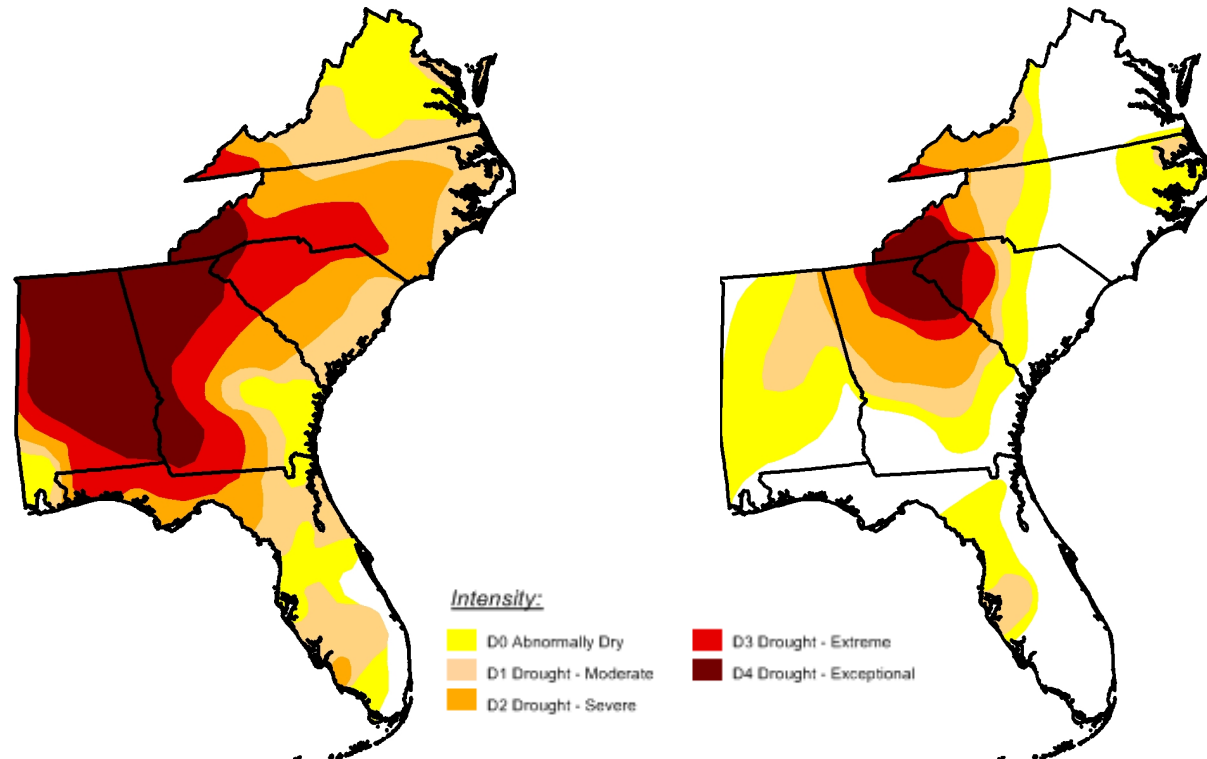 Intensity:
D0 Abnormally Dry
D1 Drought - Moderate
D2 Drought - Severe
D3 Drought - Extreme
D4 Drought - Exceptional